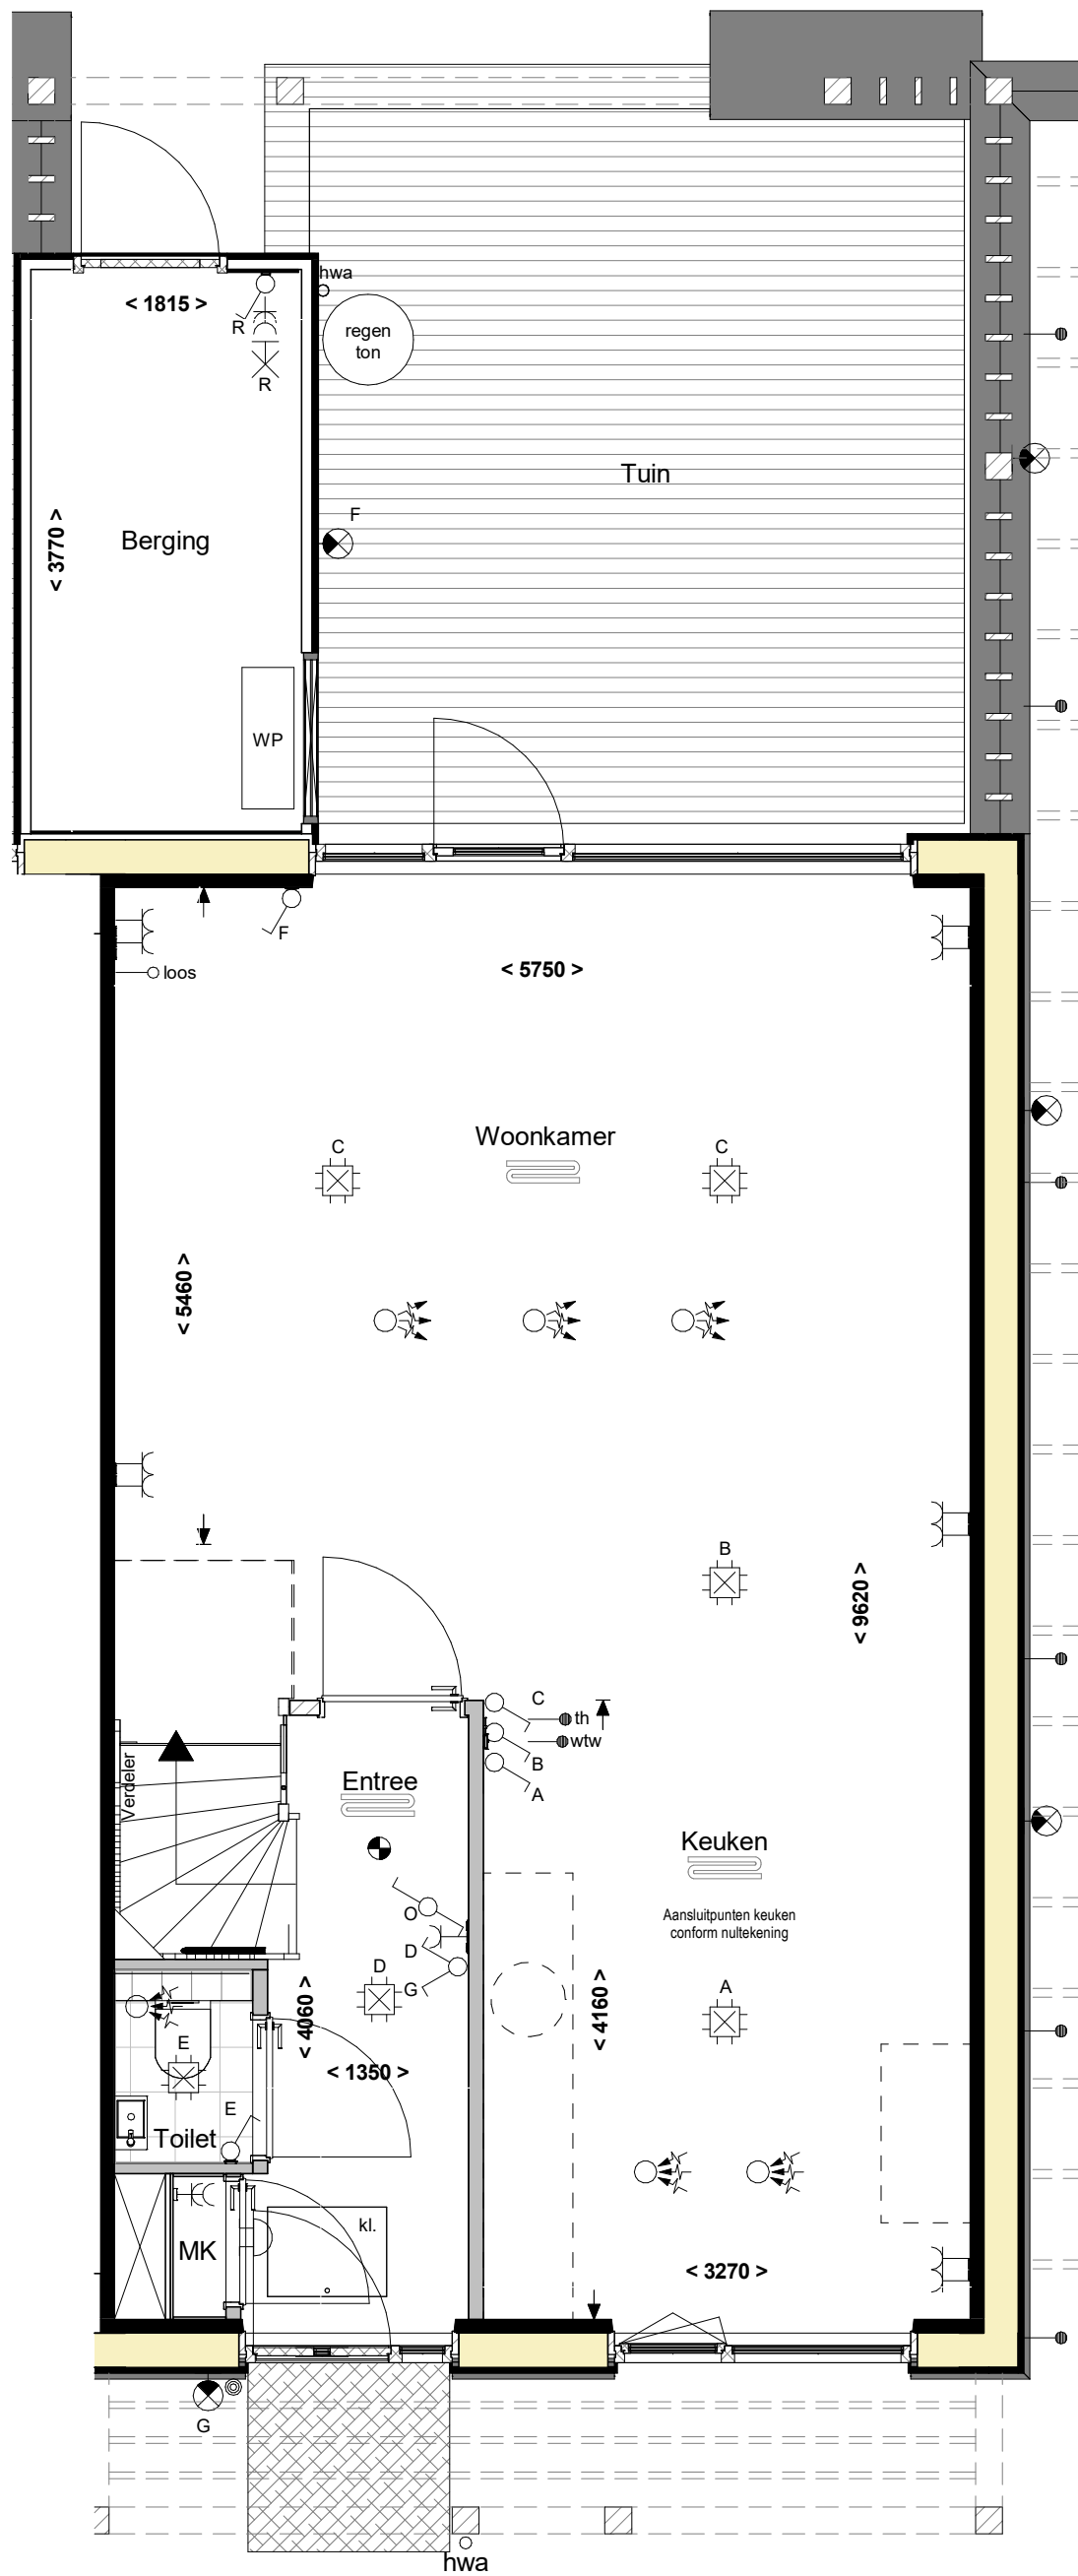 hwa
< 1815 >
R
R
regen
ton
Tuin
F
< 3770 >
Berging
WP
F
loos
< 5750 >
Woonkamer
C
C
< 5460 >
B
< 9620 >
C
th
wtw
B
A
Verdeler
Entree
Keuken
Aansluitpunten keuken
conform nultekening
O
D
G
D
A
E
< 4060 >
< 4160 >
< 1350 >
E
Toilet
kl.
MK
< 3270 >
G
hwa